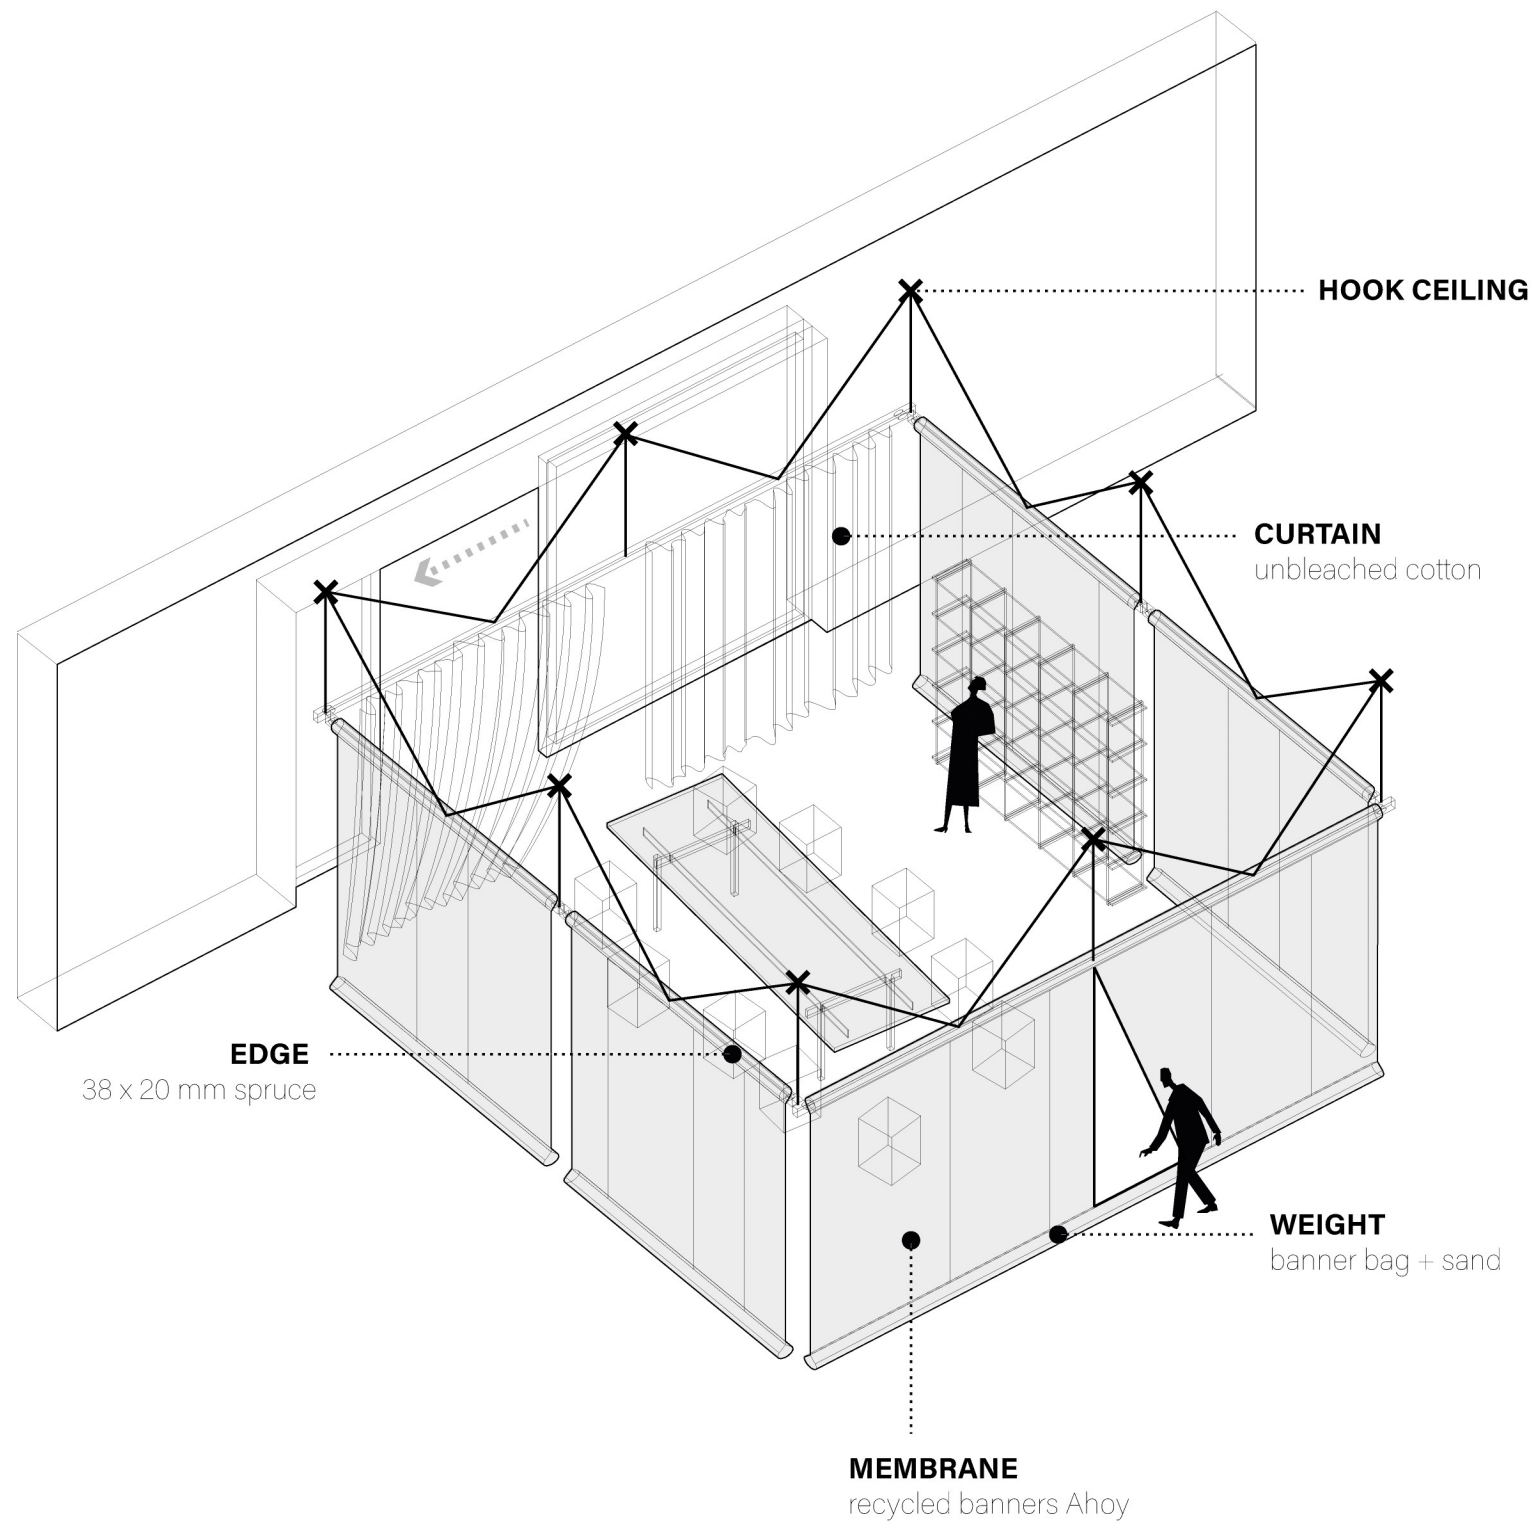 HOOK CEILING
CURTAIN
unbleached cotton
EDGE
38 x 20 mm spruce
WEIGHT
banner bag + sand
MEMBRANE
recycled banners Ahoy